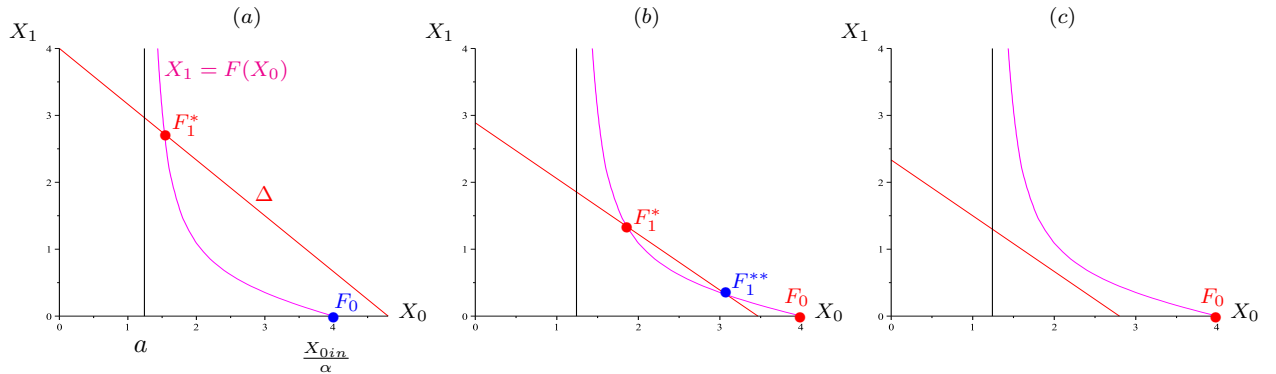 (a) (b) (c)
X₁ X₁ X₁
4 4 4
X₁ = F(X₀)
3 3 3
F₁* 
2 2 2
Δ F₁*
1 1 1
F₀ F₁** F₀ F₀
0 0 0
0 1 2 3 4 X₀ 0 1 2 3 4 X₀ 0 1 2 3 4 X₀
a X₀ᵢₙ/α